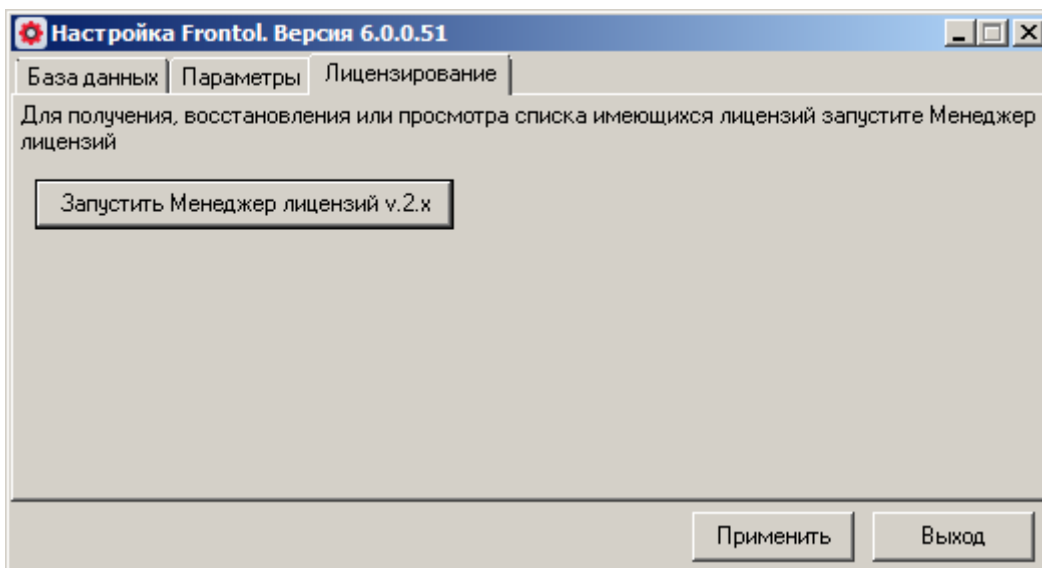 Настройка Frontol. Версия 6.0.0.51
База данных Параметры Лицензирование
Для получения, восстановления или просмотра списка имеющихся лицензий запустите Менеджер
лицензий
Запустить Менеджер лицензий v.2.x
Применить Выход